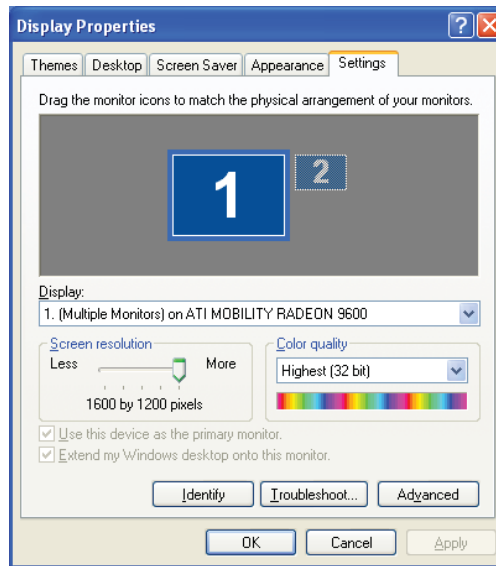 Display Properties
Themes Desktop Screen Saver Appearance Settings
Drag the monitor icons to match the physical arrangement of your monitors.
1 2
Display:
1. (Multiple Monitors) on ATI MOBILITY RADEON 9600
Screen resolution
Less More
1600 by 1200 pixels
Color quality
Highest (32 bit)
Use this device as the primary monitor.
Extend my Windows desktop onto this monitor.
Identify Troubleshoot... Advanced
OK Cancel Apply